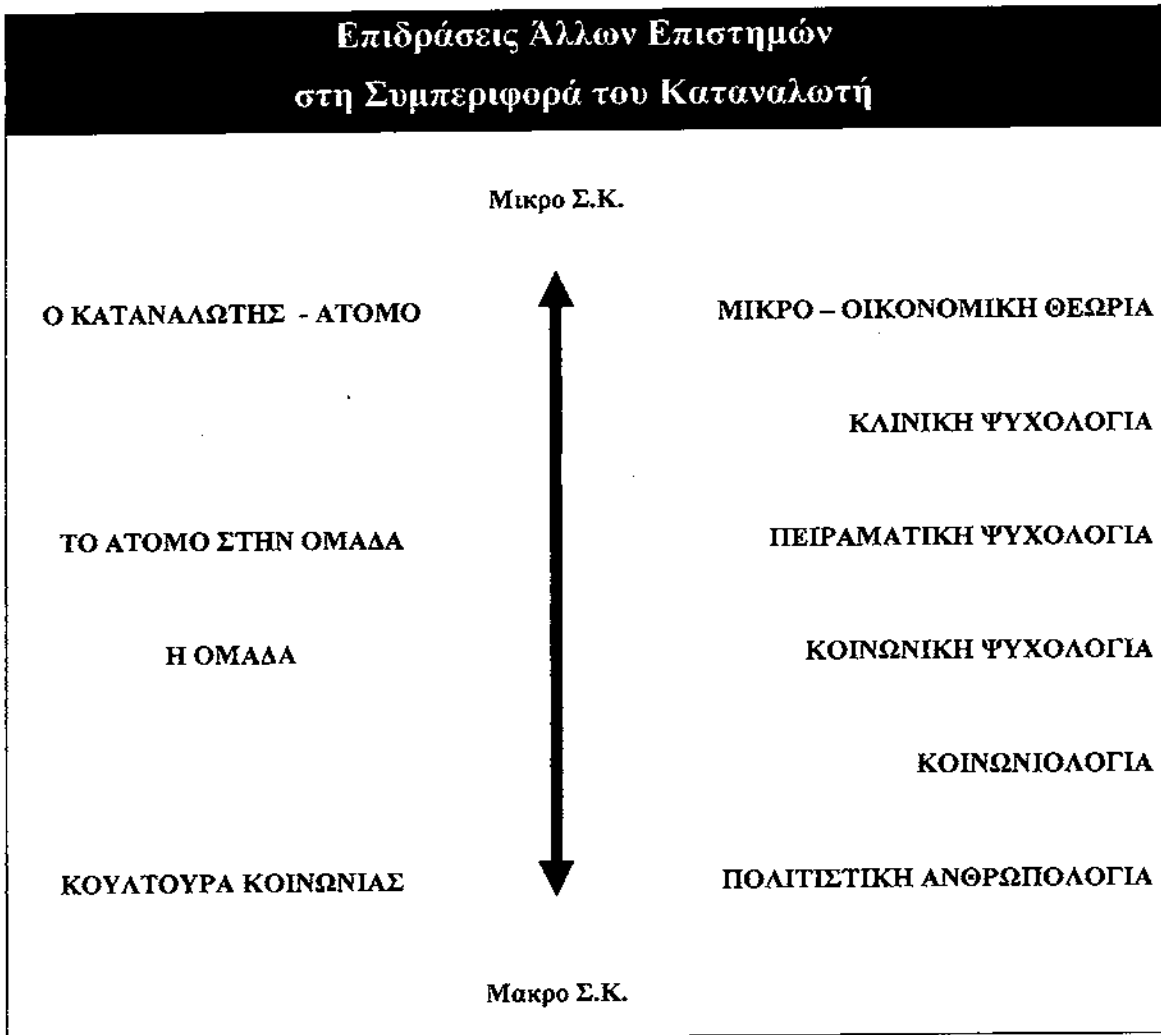 Επιδράσεις Άλλων Επιστημών
στη Συμπεριφορά του Καταναλωτή
Μικρο Σ.Κ.
Ο ΚΑΤΑΝΑΛΩΤΗΣ - ΑΤΟΜΟ
ΜΙΚΡΟ – ΟΙΚΟΝΟΜΙΚΗ ΘΕΩΡΙΑ
ΚΛΙΝΙΚΗ ΨΥΧΟΛΟΓΙΑ
ΤΟ ΑΤΟΜΟ ΣΤΗΝ ΟΜΑΔΑ
ΠΕΙΡΑΜΑΤΙΚΗ ΨΥΧΟΛΟΓΙΑ
Η ΟΜΑΔΑ
ΚΟΙΝΩΝΙΚΗ ΨΥΧΟΛΟΓΙΑ
ΚΟΙΝΩΝΙΟΛΟΓΙΑ
ΚΟΥΛΤΟΥΡΑ ΚΟΙΝΩΝΙΑΣ
ΠΟΛΙΤΙΣΤΙΚΗ ΑΝΘΡΩΠΟΛΟΓΙΑ
Μακρο Σ.Κ.